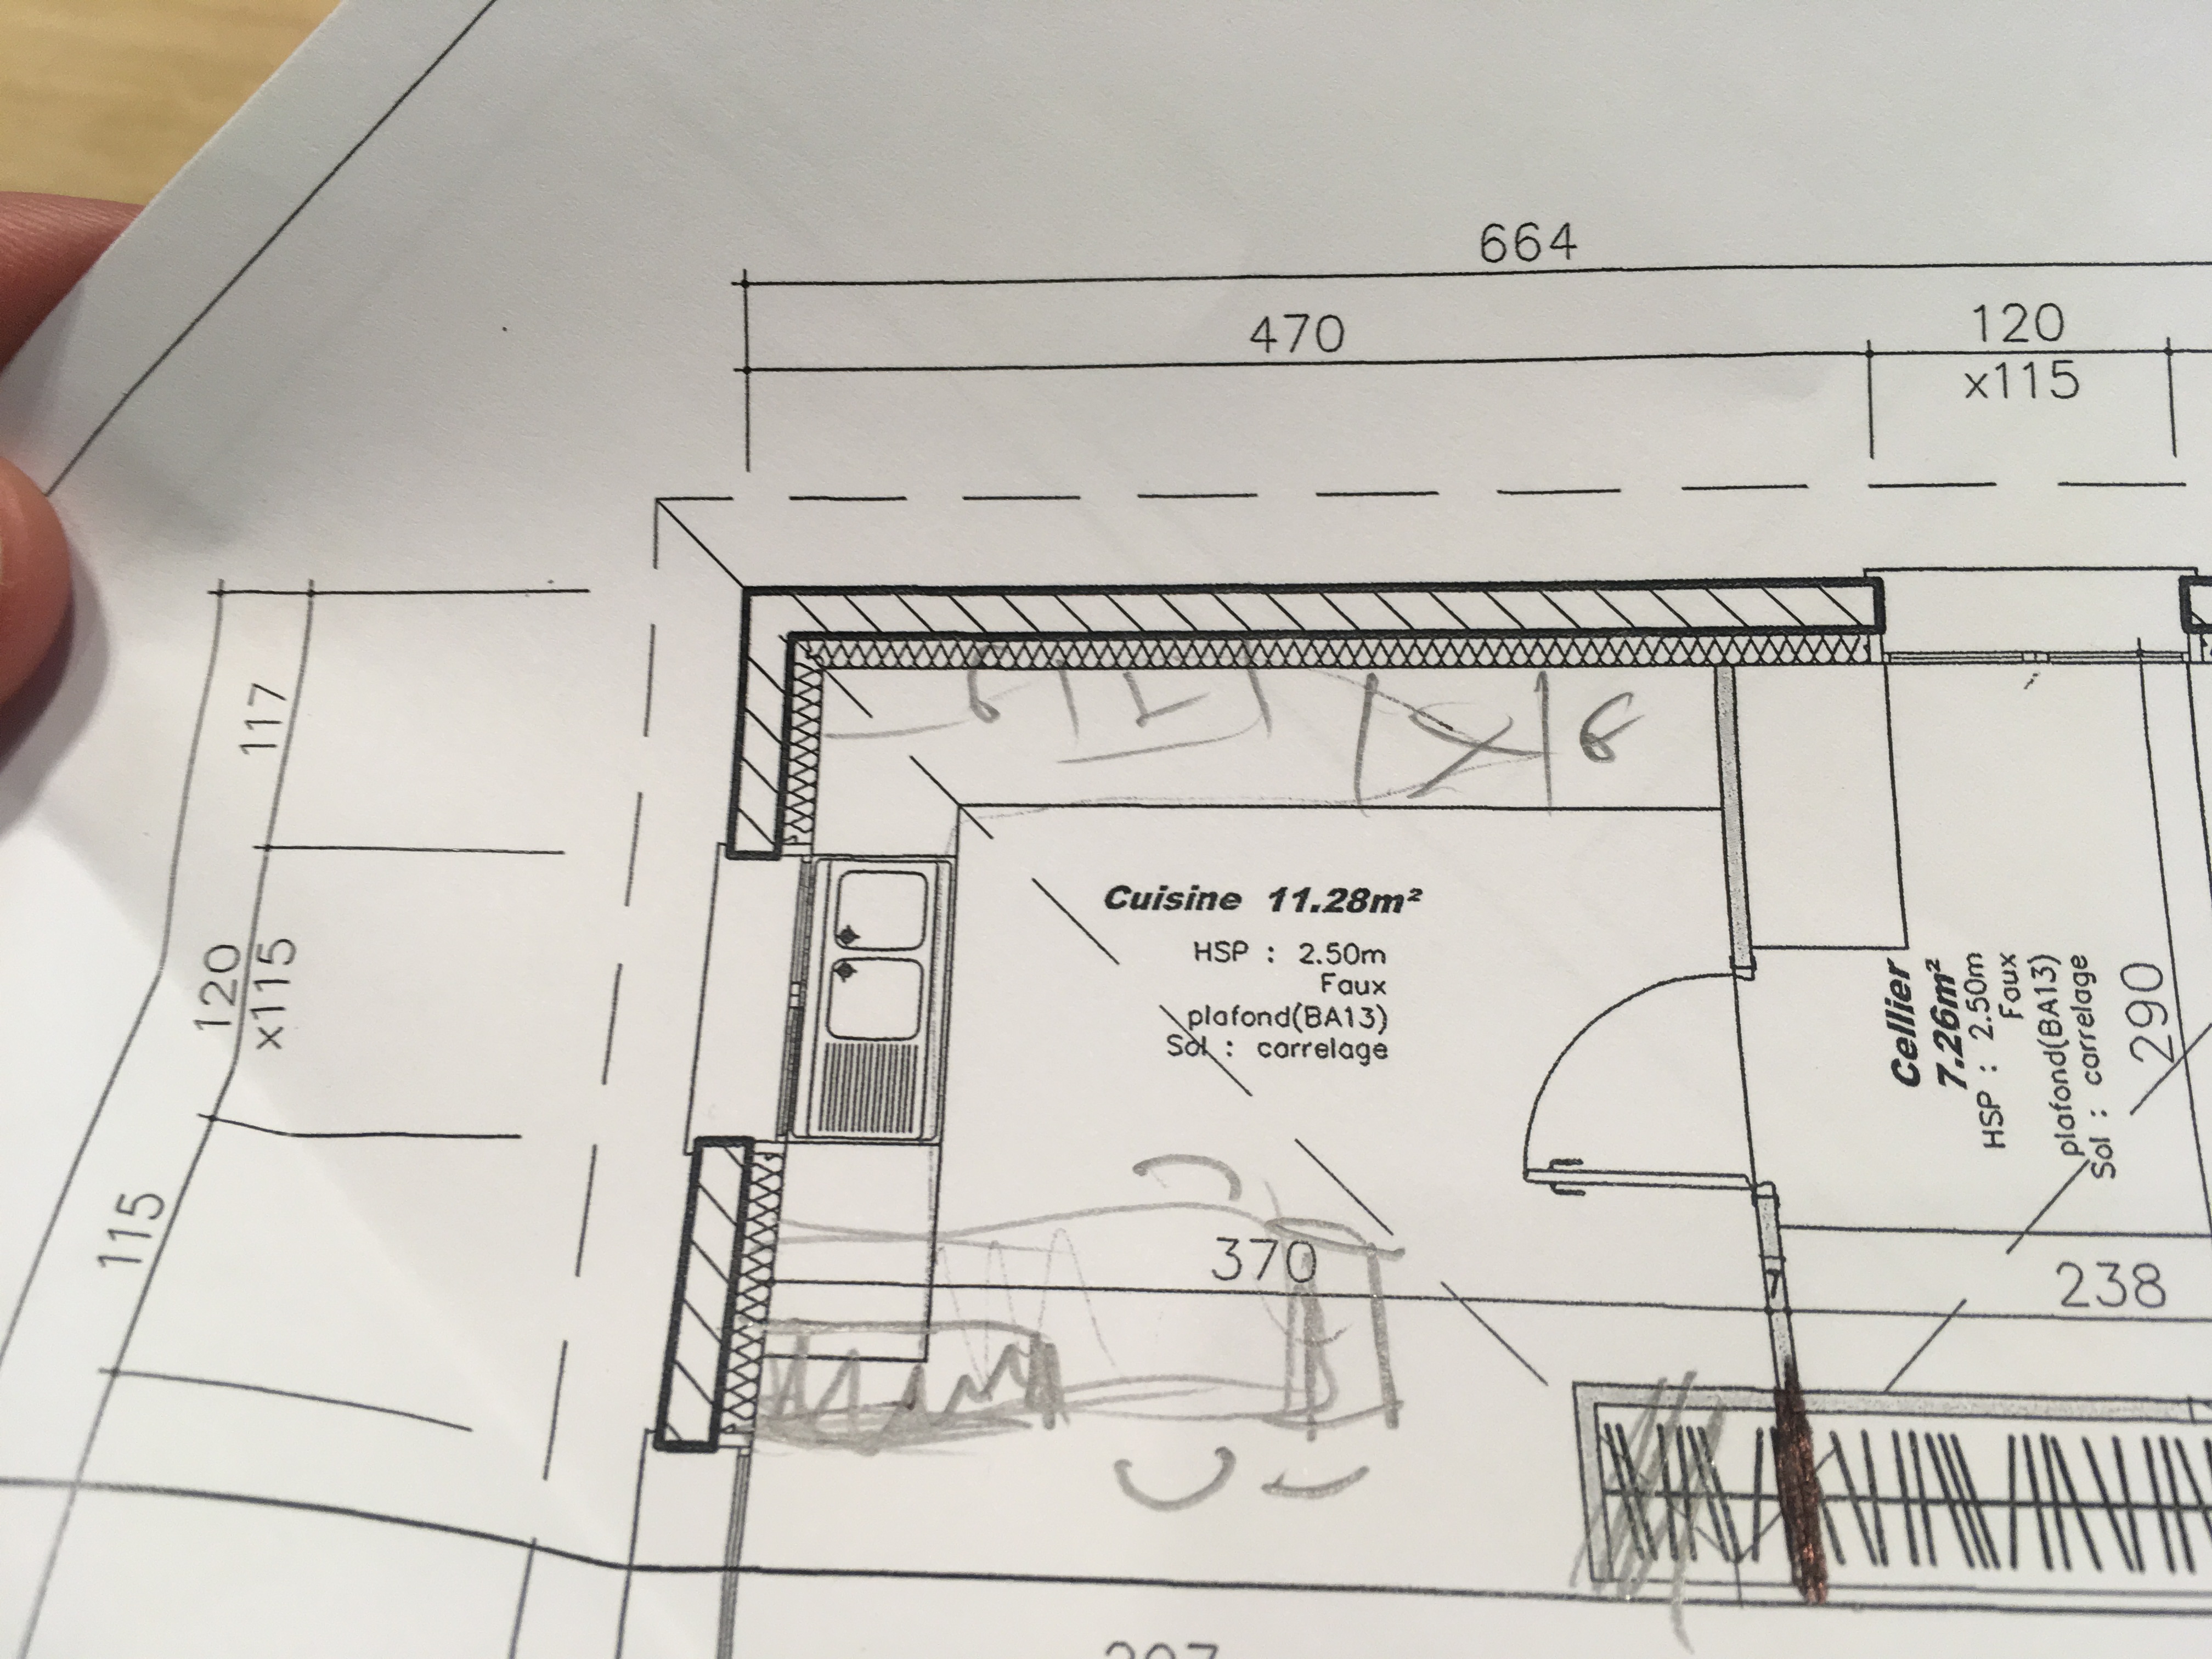 664
470
120
x115
117
120
x115
115
Cuisine 11.28m²
HSP : 2.50m
Faux
plafond(BA13)
Sol : carrelage
370
Cellier
7.26m²
HSP : 2.50m
Faux
plafond(BA13)
Sol : carrelage
290
238